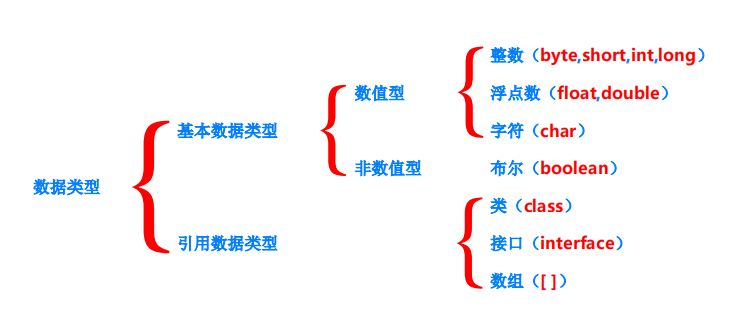 整数（byte,short,int,long）
数值型
浮点数（float,double）
基本数据类型
字符（char）
非数值型
布尔（boolean）
数据类型
类（class）
引用数据类型
接口（interface）
数组（[ ]）